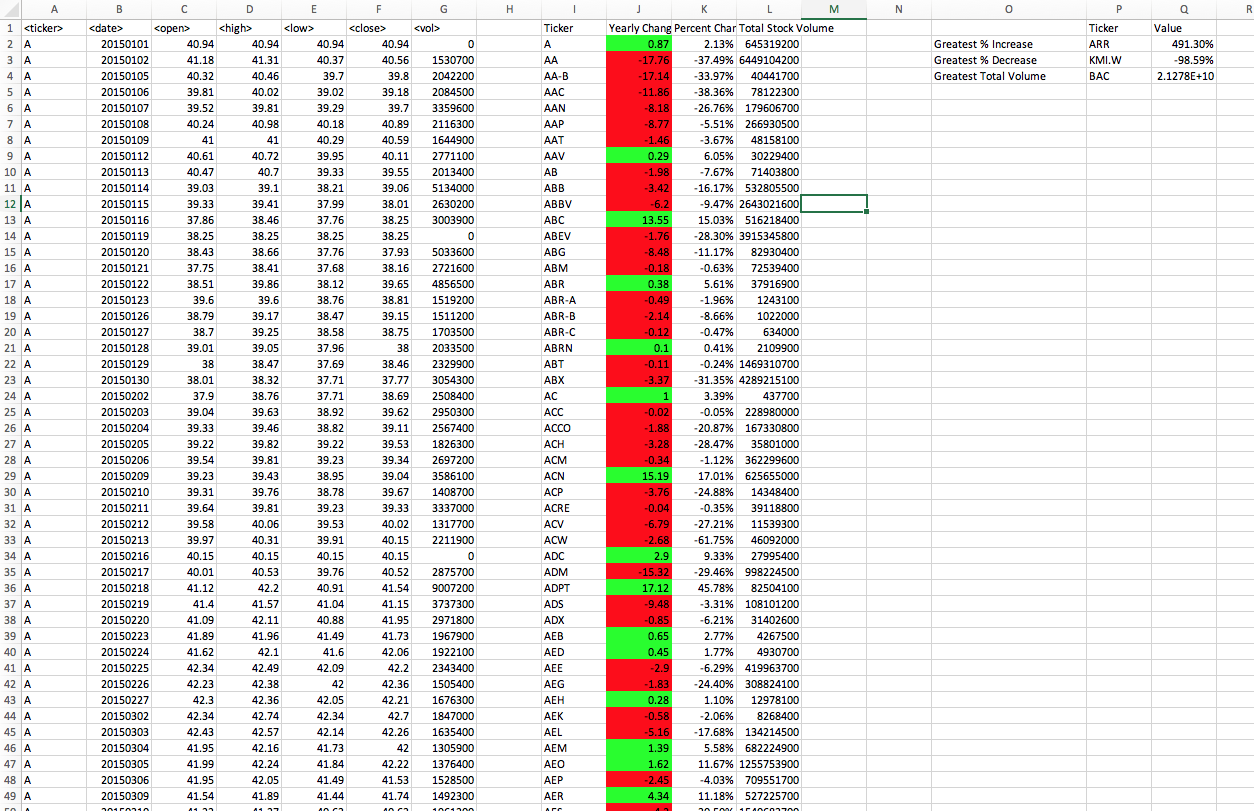 A B C D E F G H I J K L M N O P Q R
1 <ticker> <date> <open> <high> <low> <close> <vol> Ticker Yearly Chang Percent Char Total Stock Volume Ticker Value
2 A 20150101 40.94 40.94 40.94 40.94 0 A 0.87 2.13% 645319200 Greatest % Increase ARR 491.30%
3 A 20150102 41.18 41.31 40.37 40.56 1530700 AA -17.76 -37.49% 6449104200 Greatest % Decrease KMI.W -98.59%
4 A 20150105 40.32 40.46 39.7 39.8 2042200 AA-B -17.14 -33.97% 40441700 Greatest Total Volume BAC 2.1278E+10
5 A 20150106 39.81 40.02 39.02 39.18 2084500 AAC -11.86 -38.36% 78122300
6 A 20150107 39.52 39.81 39.29 39.7 3359600 AAN -8.18 -26.76% 179606700
7 A 20150108 40.24 40.98 40.18 40.89 2116300 AAP -8.77 -5.51% 266930500
8 A 20150109 41 41 40.29 40.59 1644900 AAT -1.46 -3.67% 48158100
9 A 20150112 40.61 40.72 39.95 40.11 2771100 AAV 0.29 6.05% 30229400
10 A 20150113 40.47 40.7 39.33 39.55 2013400 AB -1.98 -7.67% 71403800
11 A 20150114 39.03 39.1 38.21 39.06 5134000 ABB -3.42 -16.17% 532805500
12 A 20150115 39.33 39.41 37.99 38.01 2630200 ABBV -6.2 -9.47% 2643021600
13 A 20150116 37.86 38.46 37.76 38.25 3003900 ABC 13.55 15.03% 516218400
14 A 20150119 38.25 38.25 38.25 38.25 0 ABEV -1.76 -28.30% 3915345800
15 A 20150120 38.43 38.66 37.76 37.93 5033600 ABG -8.48 -11.17% 82930400
16 A 20150121 37.75 38.41 37.68 38.16 2721600 ABM -0.18 -0.63% 72539400
17 A 20150122 38.51 39.86 38.12 39.65 4856500 ABR 0.38 5.61% 37916900
18 A 20150123 39.6 39.6 38.76 38.81 1519200 ABR-A -0.49 -1.96% 1243100
19 A 20150126 38.79 39.17 38.47 39.15 1511200 ABR-B -2.14 -8.66% 1022000
20 A 20150127 38.7 39.25 38.58 38.75 1703500 ABR-C -0.12 -0.47% 634000
21 A 20150128 39.01 39.05 37.96 38 2033500 ABRN 0.1 0.41% 2109900
22 A 20150129 38 38.47 37.69 38.46 2329900 ABT -0.11 -0.24% 1469310700
23 A 20150130 38.01 38.32 37.71 37.77 3054300 ABX -3.37 -31.35% 4289215100
24 A 20150202 37.9 38.76 37.71 38.69 2508400 AC 1 3.39% 437700
25 A 20150203 39.04 39.63 38.92 39.62 2950300 ACC -0.02 -0.05% 228980000
26 A 20150204 39.33 39.46 38.82 39.11 2567400 ACCO -1.88 -20.87% 167330800
27 A 20150205 39.22 39.82 39.22 39.53 1826300 ACH -3.28 -28.47% 35801000
28 A 20150206 39.54 39.81 39.23 39.34 2697200 ACM -0.34 -1.12% 362299600
29 A 20150209 39.23 39.43 38.95 39.04 3586100 ACN 15.19 17.01% 625655000
30 A 20150210 39.31 39.76 38.78 39.67 1408700 ACP -3.76 -24.88% 14348400
31 A 20150211 39.64 39.81 39.23 39.33 3337000 ACRE -0.04 -0.35% 39118800
32 A 20150212 39.58 40.06 39.53 40.02 1317700 ACV -6.79 -27.21% 11539300
33 A 20150213 39.97 40.31 39.91 40.15 2211900 ACW -2.68 -61.75% 46092000
34 A 20150216 40.15 40.15 40.15 40.15 0 ADC 2.9 9.33% 27995400
35 A 20150217 40.01 40.53 39.76 40.52 2875700 ADM -15.32 -29.46% 998224500
36 A 20150218 41.12 42.2 40.91 41.54 9007200 ADPT 17.12 45.78% 82504100
37 A 20150219 41.4 41.57 41.04 41.15 3737300 ADS -9.48 -3.31% 108101200
38 A 20150220 41.09 42.11 40.88 41.95 2971800 ADX -0.85 -6.21% 31402600
39 A 20150223 41.89 41.96 41.49 41.73 1967900 AEB 0.65 2.77% 4267500
40 A 20150224 41.62 42.1 41.6 42.06 1922100 AED 0.45 1.77% 4930700
41 A 20150225 42.34 42.49 42.09 42.2 2343400 AEE -2.9 -6.29% 419963700
42 A 20150226 42.23 42.38 42 42.36 1505400 AEG -1.83 -24.40% 308824100
43 A 20150227 42.3 42.36 42.05 42.21 1676300 AEH 0.28 1.10% 12978100
44 A 20150302 42.34 42.74 42.34 42.7 1847000 AEK -0.58 -2.06% 8268400
45 A 20150303 42.43 42.57 42.14 42.26 1635400 AEL -5.16 -17.68% 134214500
46 A 20150304 41.95 42.16 41.73 42 1305900 AEM 1.39 5.58% 682224900
47 A 20150305 41.99 42.24 41.84 42.22 1376400 AEO 1.62 11.67% 1255753900
48 A 20150306 41.95 42.05 41.49 41.53 1528500 AEP -2.45 -4.03% 709551700
49 A 20150309 41.54 41.89 41.44 41.74 1492300 AER 4.34 11.18% 527225700